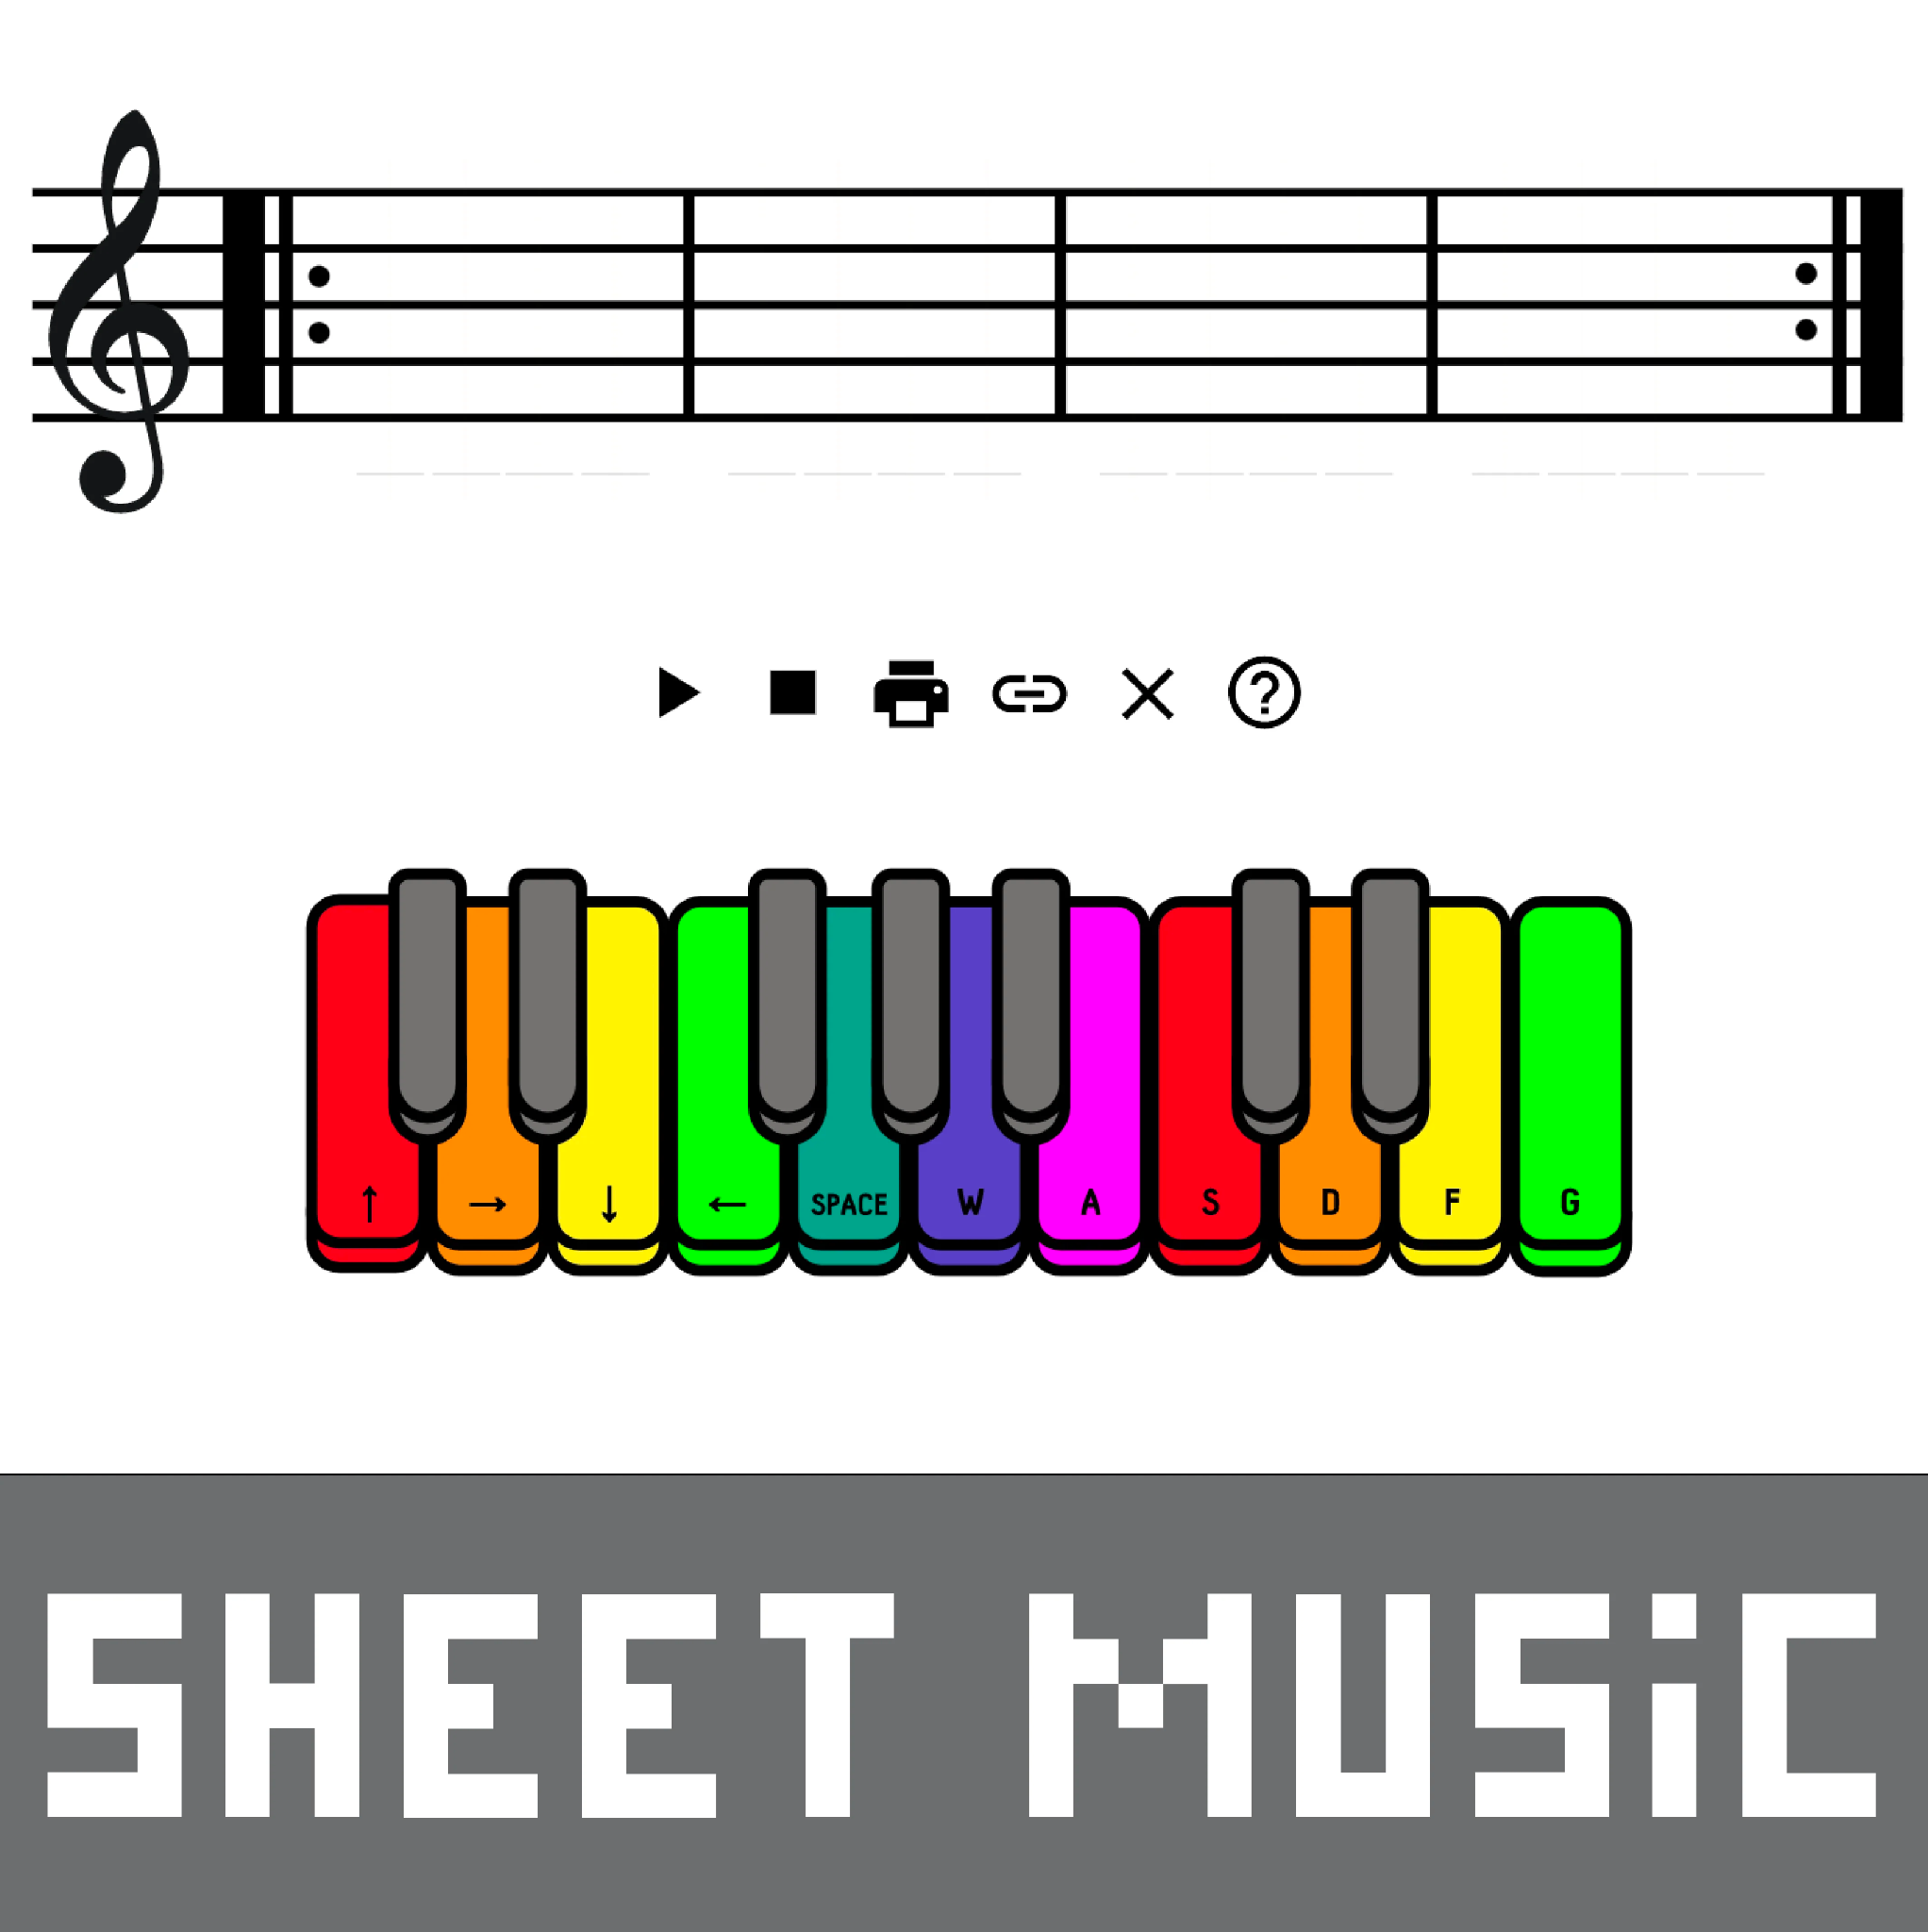 ↑ → ↓ ← SPACE W A S D F G
SHEET MUSiC